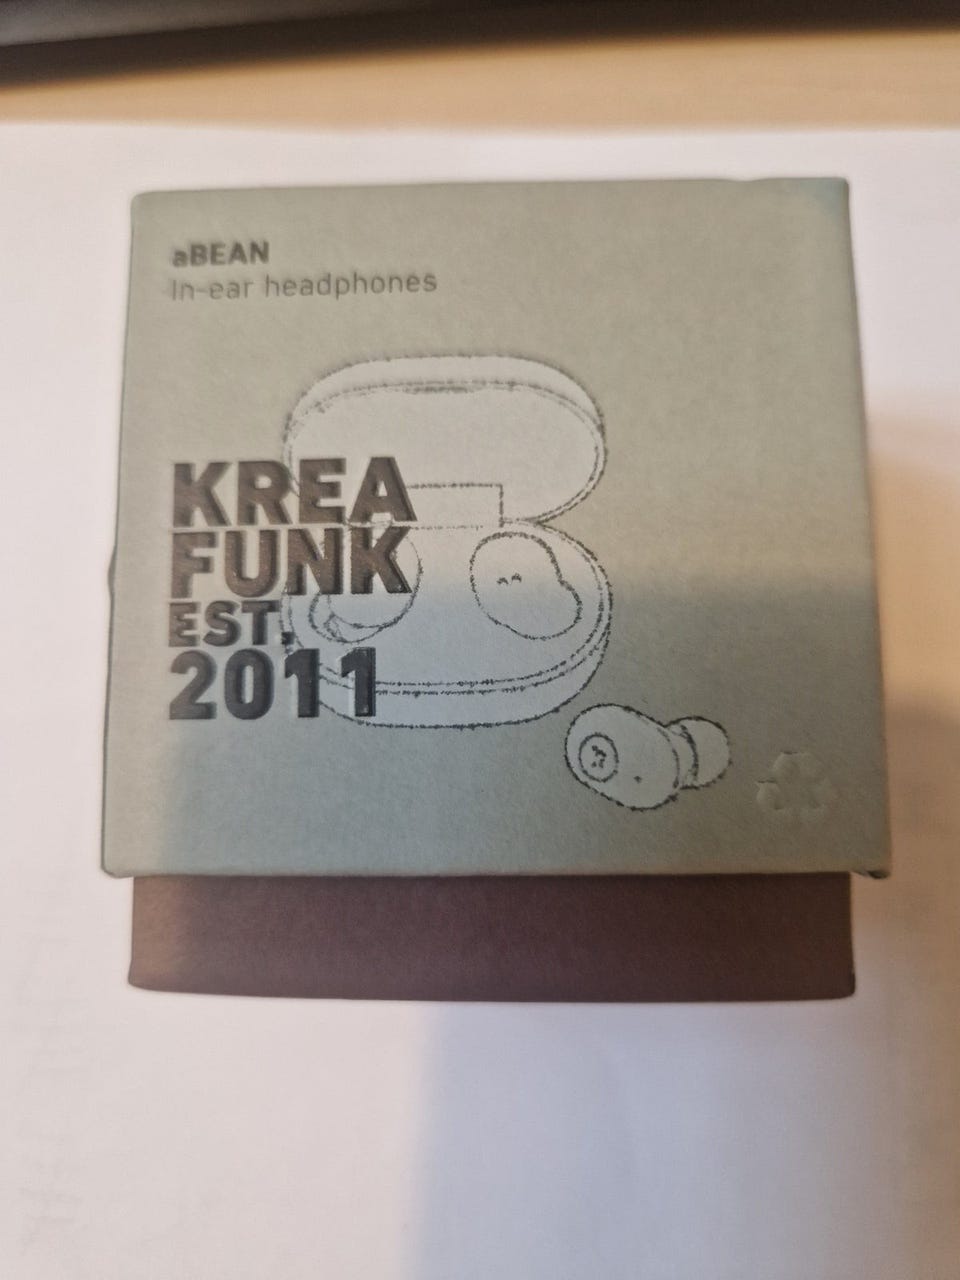 aBEAN
In-ear headphones
KREA
FUNK
EST.
2011